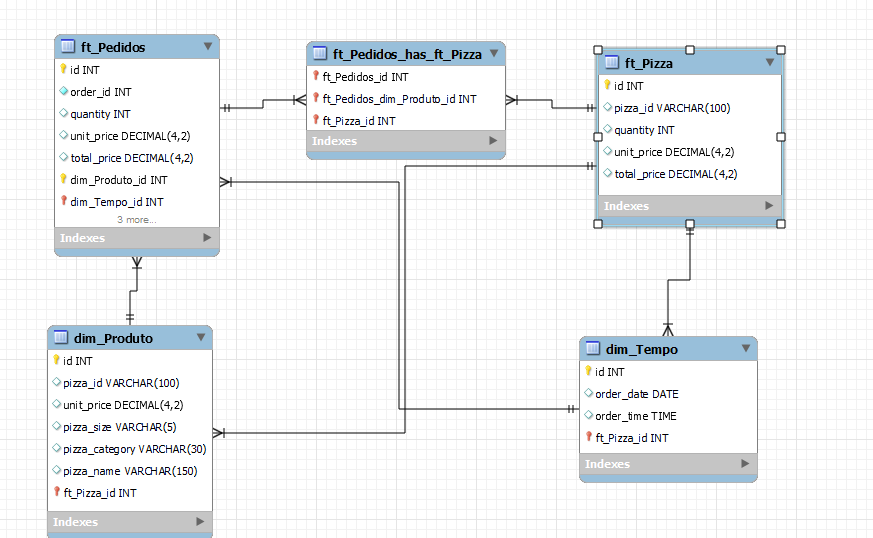 ft_Pedidos
id INT
order_id INT
quantity INT
unit_price DECIMAL(4,2)
total_price DECIMAL(4,2)
dim_Produto_id INT
dim_Tempo_id INT
3 more...
Indexes
ft_Pedidos_has_ft_Pizza
ft_Pedidos_id INT
ft_Pedidos_dim_Produto_id INT
ft_Pizza_id INT
Indexes
ft_Pizza
id INT
pizza_id VARCHAR(100)
quantity INT
unit_price DECIMAL(4,2)
total_price DECIMAL(4,2)
Indexes
dim_Produto
id INT
pizza_id VARCHAR(100)
unit_price DECIMAL(4,2)
pizza_size VARCHAR(5)
pizza_category VARCHAR(30)
pizza_name VARCHAR(150)
ft_Pizza_id INT
Indexes
dim_Tempo
id INT
order_date DATE
order_time TIME
ft_Pizza_id INT
Indexes